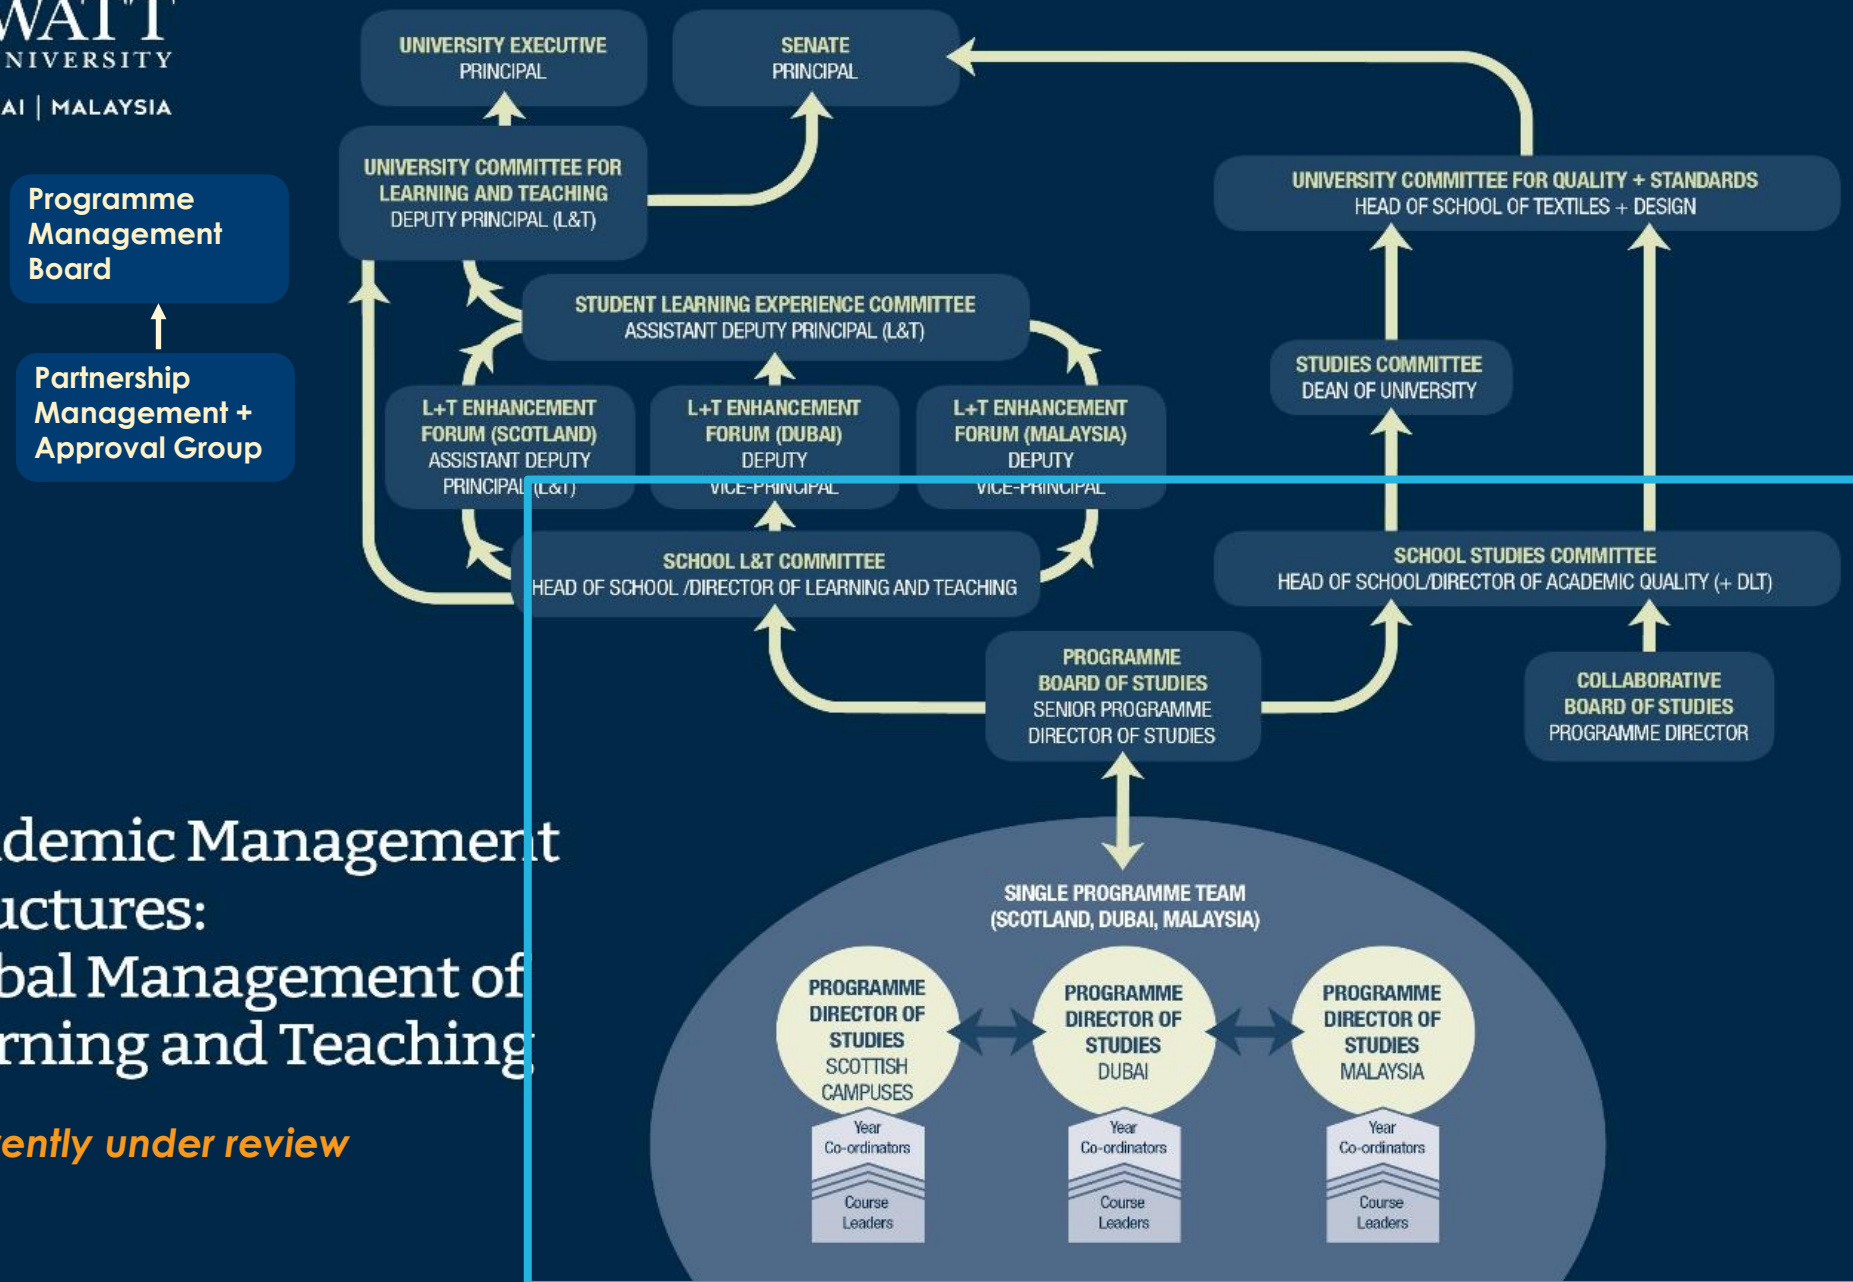 WATT
UNIVERSITY
AI | MALAYSIA
UNIVERSITY EXECUTIVE
PRINCIPAL
SENATE
PRINCIPAL
UNIVERSITY COMMITTEE FOR
LEARNING AND TEACHING
DEPUTY PRINCIPAL (L&T)
UNIVERSITY COMMITTEE FOR QUALITY + STANDARDS
HEAD OF SCHOOL OF TEXTILES + DESIGN
Programme
Management
Board
Partnership
Management +
Approval Group
STUDENT LEARNING EXPERIENCE COMMITTEE
ASSISTANT DEPUTY PRINCIPAL (L&T)
STUDIES COMMITTEE
DEAN OF UNIVERSITY
L+T ENHANCEMENT
FORUM (SCOTLAND)
ASSISTANT DEPUTY
PRINCIPAL (L&T)
L+T ENHANCEMENT
FORUM (DUBAI)
DEPUTY
VICE-PRINCIPAL
L+T ENHANCEMENT
FORUM (MALAYSIA)
DEPUTY
VICE-PRINCIPAL
SCHOOL L&T COMMITTEE
HEAD OF SCHOOL /DIRECTOR OF LEARNING AND TEACHING
SCHOOL STUDIES COMMITTEE
HEAD OF SCHOOL/DIRECTOR OF ACADEMIC QUALITY (+ DLT)
PROGRAMME
BOARD OF STUDIES
SENIOR PROGRAMME
DIRECTOR OF STUDIES
COLLABORATIVE
BOARD OF STUDIES
PROGRAMME DIRECTOR
demic Management
uctures:
bal Management of
rning and Teaching
ently under review
SINGLE PROGRAMME TEAM
(SCOTLAND, DUBAI, MALAYSIA)
PROGRAMME
DIRECTOR OF
STUDIES
SCOTTISH
CAMPUSES
PROGRAMME
DIRECTOR OF
STUDIES
DUBAI
PROGRAMME
DIRECTOR OF
STUDIES
MALAYSIA
Year
Co-ordinators
Course
Leaders
Year
Co-ordinators
Course
Leaders
Year
Co-ordinators
Course
Leaders